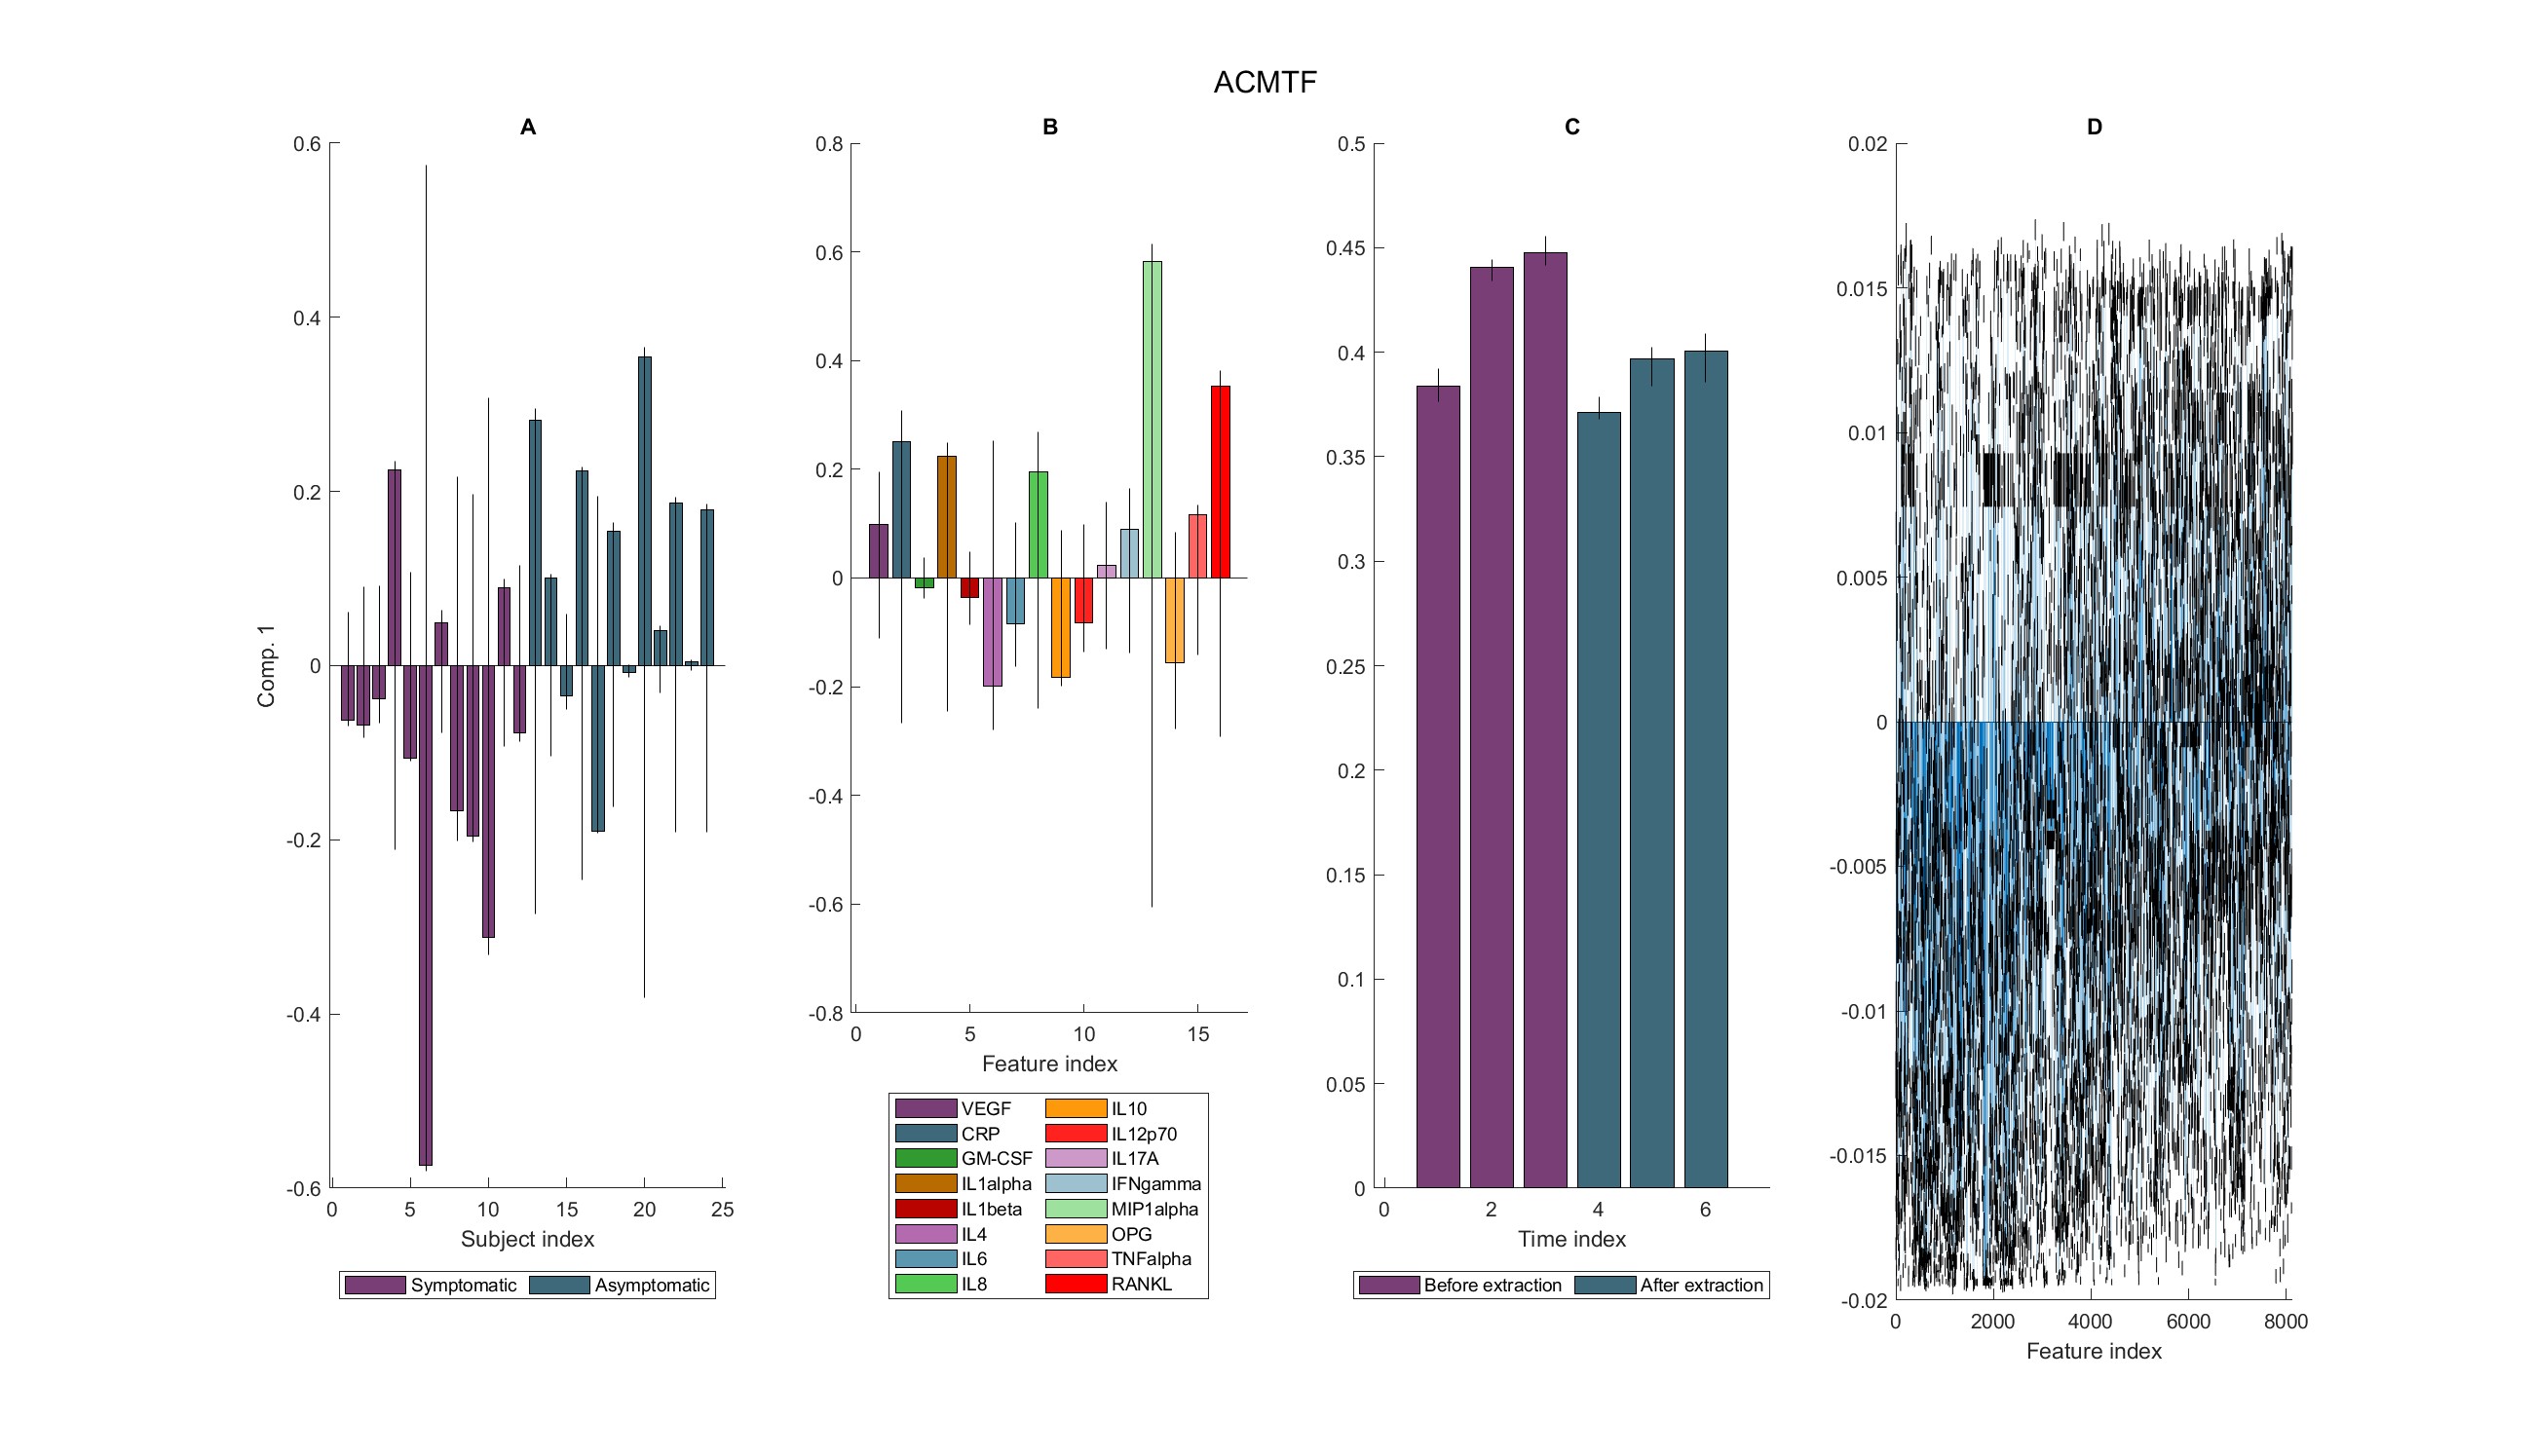 ACMTF
A
0.6
0.4
0.2
0
-0.2
-0.4
-0.6
Comp. 1
0 5 10 15 20 25
Subject index
Symptomatic Asymptomatic
B
0.8
0.6
0.4
0.2
0
-0.2
-0.4
-0.6
-0.8
0 5 10 15
Feature index
VEGF IL10
CRP IL12p70
GM-CSF IL17A
IL1alpha IFNgamma
IL1beta MIP1alpha
IL4 OPG
IL6 TNFalpha
IL8 RANKL
C
0.5
0.45
0.4
0.35
0.3
0.25
0.2
0.15
0.1
0.05
0
0 2 4 6
Time index
Before extraction After extraction
D
0.02
0.015
0.01
0.005
0
-0.005
-0.01
-0.015
-0.02
0 2000 4000 6000 8000
Feature index